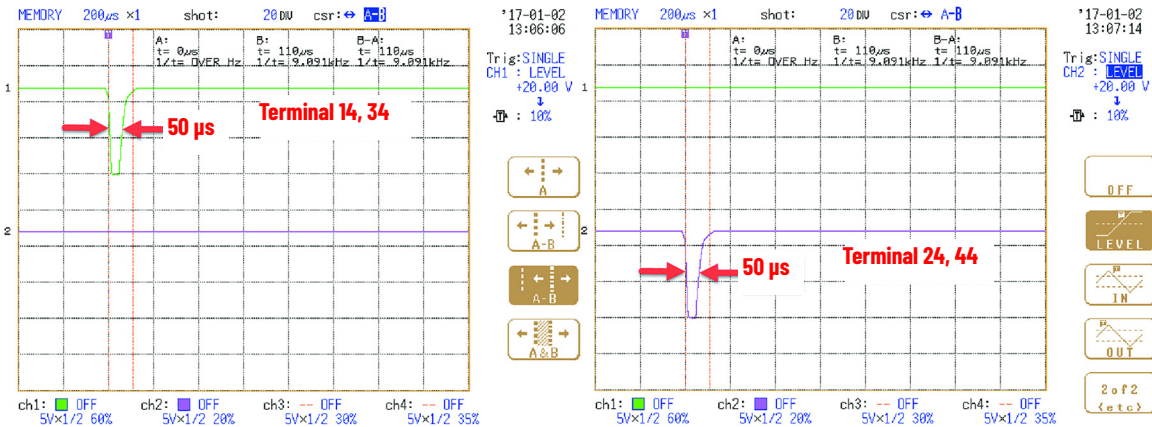 MEMORY 200µs ×1 shot: 20 DIV csr:↔ A-B
'17-01-02
13:06:06
A: B: B-A:
t= 0µs t= 110µs t= 110µs
1/t= OVER Hz 1/t= 9.091kHz 1/t= 9.091kHz
Trig:SINGLE
CH1 : LEVEL
+20.00 V
: 10%
T
1
Terminal 14, 34
50 µs
2
A
A-B
A-B
A&B
ch1: OFF ch2: OFF ch3: -- OFF ch4: -- OFF
5V×1/2 60% 5V×1/2 20% 5V×1/2 30% 5V×1/2 35%
MEMORY 200µs ×1 shot: 20 DIV csr:↔ A-B
'17-01-02
13:07:14
A: B: B-A:
t= 0µs t= 110µs t= 110µs
1/t= OVER Hz 1/t= 9.091kHz 1/t= 9.091kHz
Trig:SINGLE
CH2 : LEVEL
+20.00 V
: 10%
T
1
2
Terminal 24, 44
50 µs
OFF
LEVEL
IN
OUT
2of2
(etc)
ch1: OFF ch2: OFF ch3: -- OFF ch4: -- OFF
5V×1/2 60% 5V×1/2 20% 5V×1/2 30% 5V×1/2 35%